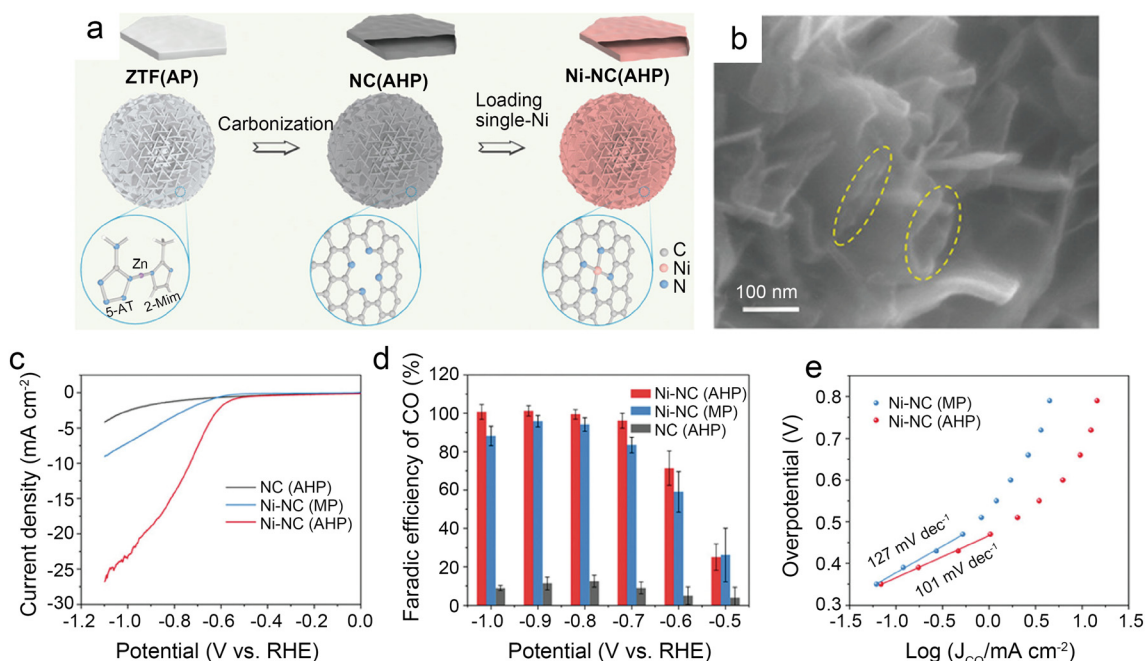 a
ZTF(AP)
NC(AHP)
Ni-NC(AHP)
Carbonization
Loading
single-Ni
Zn
5-AT
2-Mim
C
Ni
N
b
100 nm
c
Current density (mA cm⁻²)
0
-5
-10
-15
-20
-25
-30
NC (AHP)
Ni-NC (MP)
Ni-NC (AHP)
-1.2 -1.0 -0.8 -0.6 -0.4 -0.2 0.0
Potential (V vs. RHE)
d
Faradic efficiency of CO (%)
120
100
80
60
40
20
0
Ni-NC (AHP)
Ni-NC (MP)
NC (AHP)
-1.0 -0.9 -0.8 -0.7 -0.6 -0.5
Potential (V vs. RHE)
e
Overpotential (V)
0.8
0.7
0.5
0.4
0.3
Ni-NC (MP)
Ni-NC (AHP)
127 mV dec⁻¹
101 mV dec⁻¹
-1.5 -1.0 -0.5 0.0 0.5 1.0 1.5
Log (J_CO/mA cm⁻²)